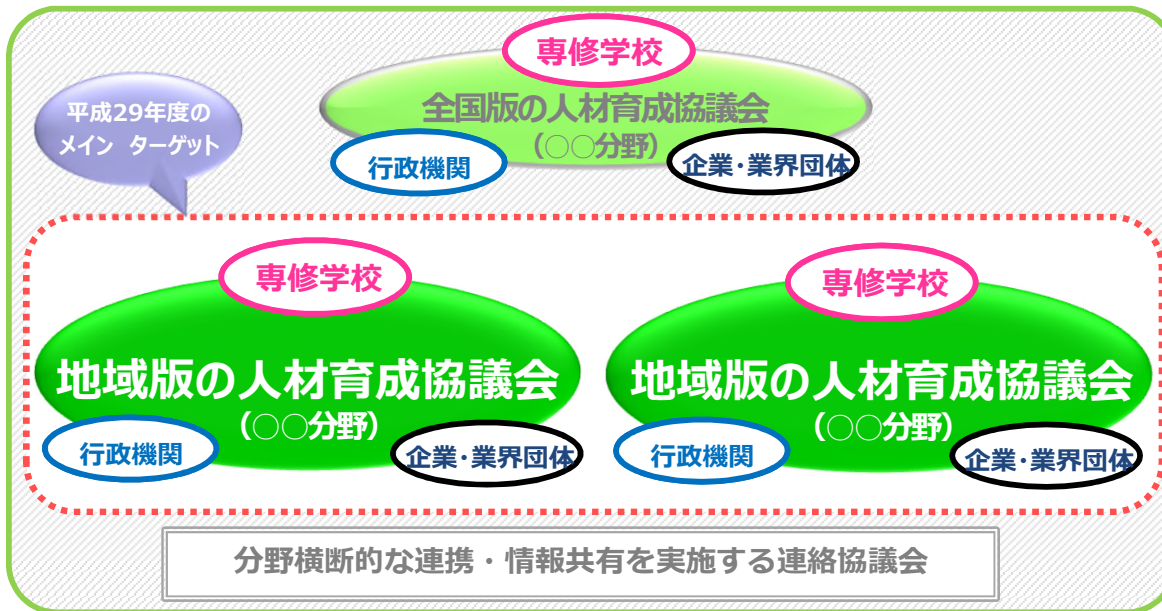 専修学校
全国版の人材育成協議会
(○○分野)
行政機関
企業・業界団体
平成29年度の
メイン ターゲット
専修学校
地域版の人材育成協議会
(○○分野)
行政機関
企業・業界団体
専修学校
地域版の人材育成協議会
(○○分野)
行政機関
企業・業界団体
分野横断的な連携・情報共有を実施する連絡協議会